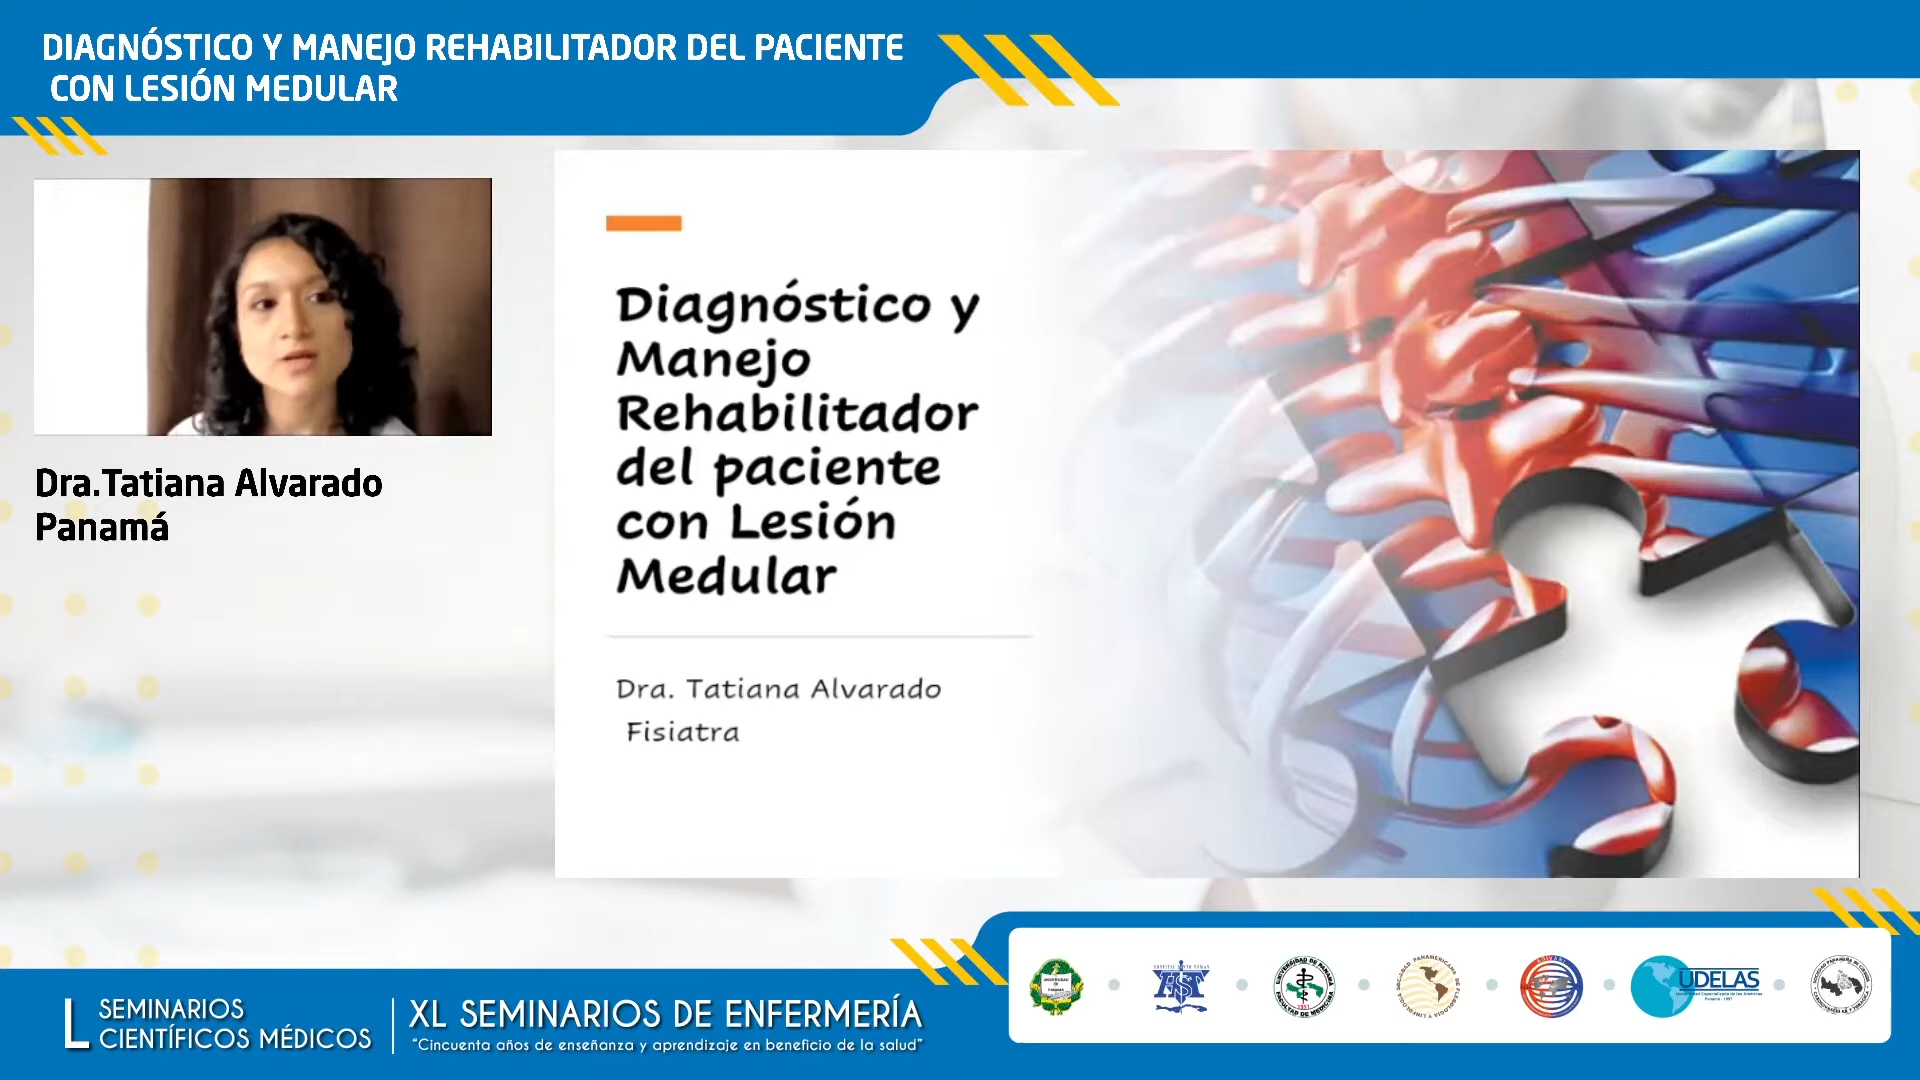 DIAGNÓSTICO Y MANEJO REHABILITADOR DEL PACIENTE
CON LESIÓN MEDULAR
Dra.Tatiana Alvarado
Panamá
Diagnóstico y
Manejo
Rehabilitador
del paciente
con Lesión
Medular
Dra. Tatiana Alvarado
Fisiatra
L SEMINARIOS
CIENTÍFICOS MÉDICOS
XL SEMINARIOS DE ENFERMERÍA
"Cincuenta años de enseñanza y aprendizaje en beneficio de la salud"
UDELAS